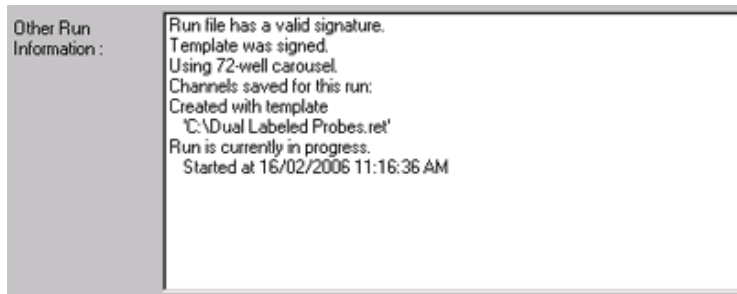 Other Run
Information :
Run file has a valid signature.
Template was signed.
Using 72-well carousel.
Channels saved for this run:
Created with template
'C:\Dual Labeled Probes.ret'
Run is currently in progress.
Started at 16/02/2006 11:16:36 AM